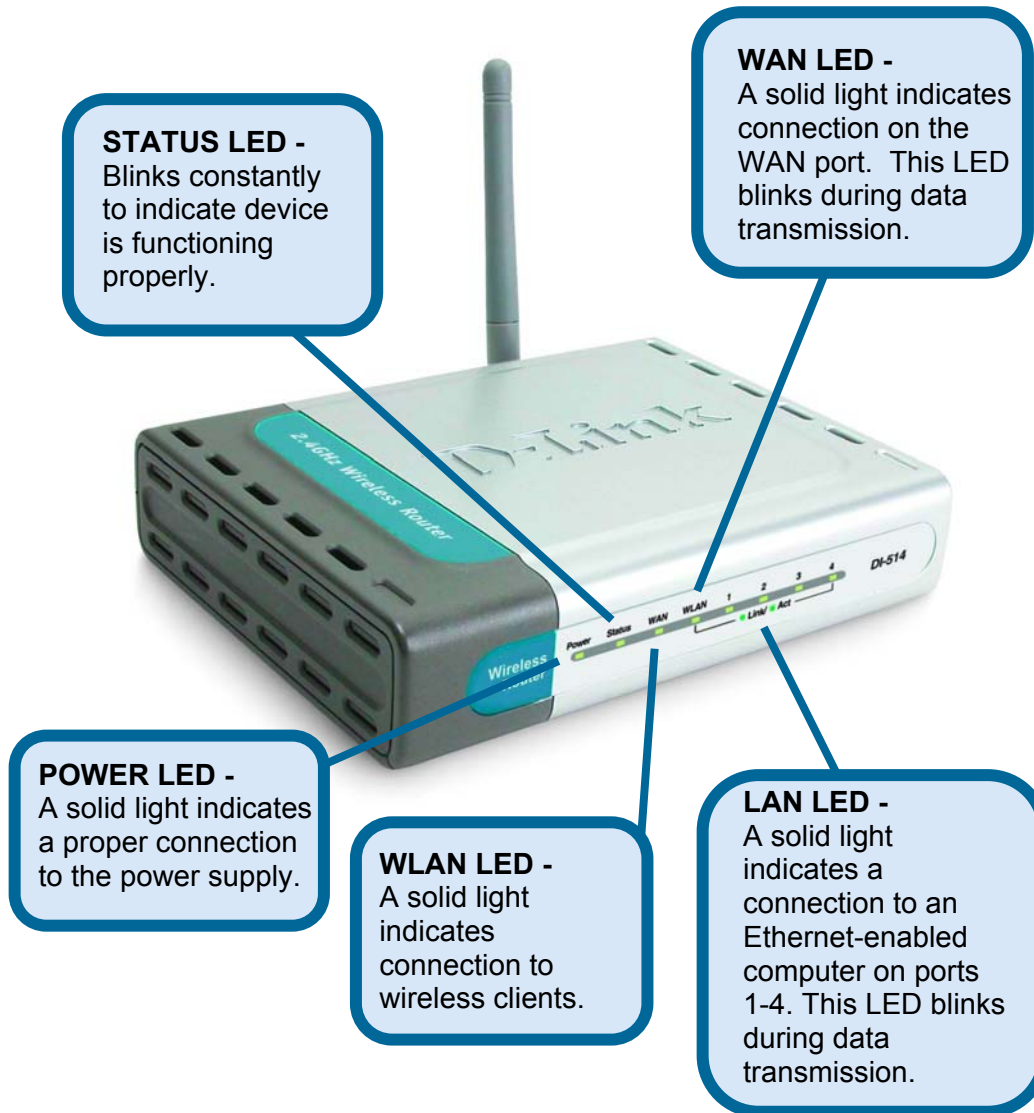 WAN LED -
A solid light indicates
connection on the
WAN port. This LED
blinks during data
transmission.
STATUS LED -
Blinks constantly
to indicate device
is functioning
properly.
D-Link
2.4GHz Wireless Router
DI-514
Power Status WAN WLAN 1 2 3 4
Link/ Act
Wireless
Router
POWER LED -
A solid light indicates
a proper connection
to the power supply.
WLAN LED -
A solid light
indicates
connection to
wireless clients.
LAN LED -
A solid light
indicates a
connection to an
Ethernet-enabled
computer on ports
1-4. This LED blinks
during data
transmission.